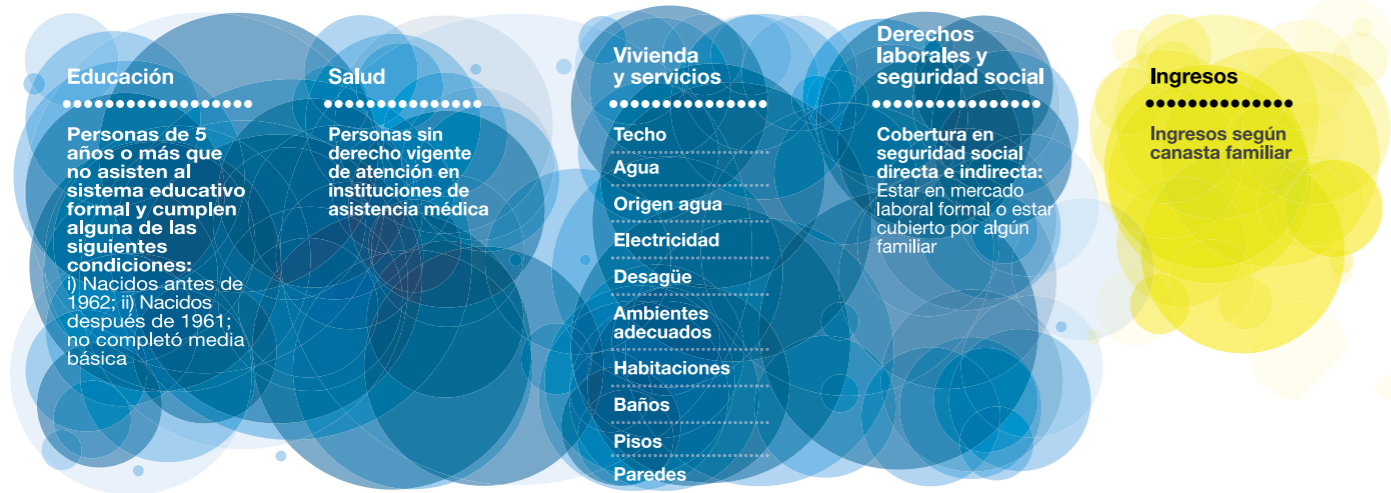 Educación
Personas de 5
años o más que
no asisten al
sistema educativo
formal y cumplen
alguna de las
siguientes
condiciones:
i) Nacidos antes de
1962; ii) Nacidos
después de 1961;
no completó media
básica
Salud
Personas sin
derecho vigente
de atención en
instituciones de
asistencia médica
Vivienda
y servicios
Techo
Agua
Origen agua
Electricidad
Desagüe
Ambientes
adecuados
Habitaciones
Baños
Pisos
Paredes
Derechos
laborales y
seguridad social
Cobertura en
seguridad social
directa e indirecta:
Estar en mercado
laboral formal o estar
cubierto por algún
familiar
Ingresos
Ingresos según
canasta familiar